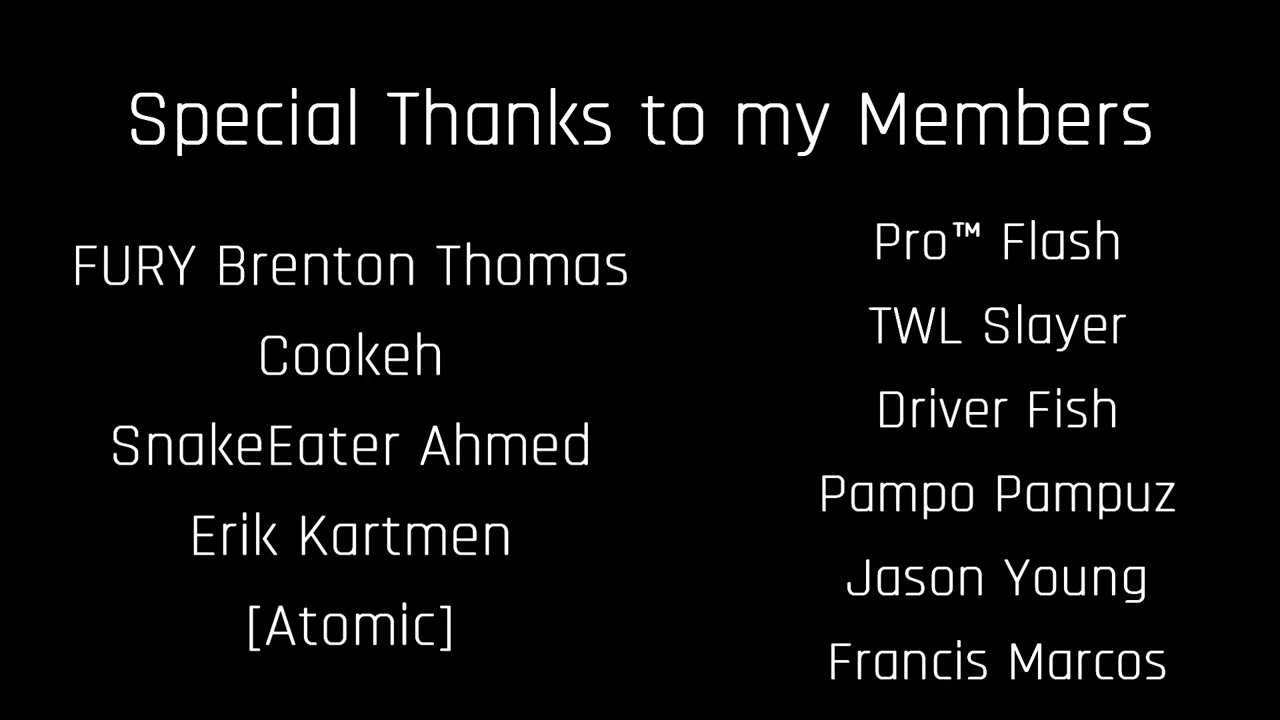 Special Thanks to my Members
FURY Brenton Thomas
Cookeh
SnakeEater Ahmed
Erik Kartmen
[Atomic]
Pro™ Flash
TWL Slayer
Driver Fish
Pampo Pampuz
Jason Young
Francis Marcos